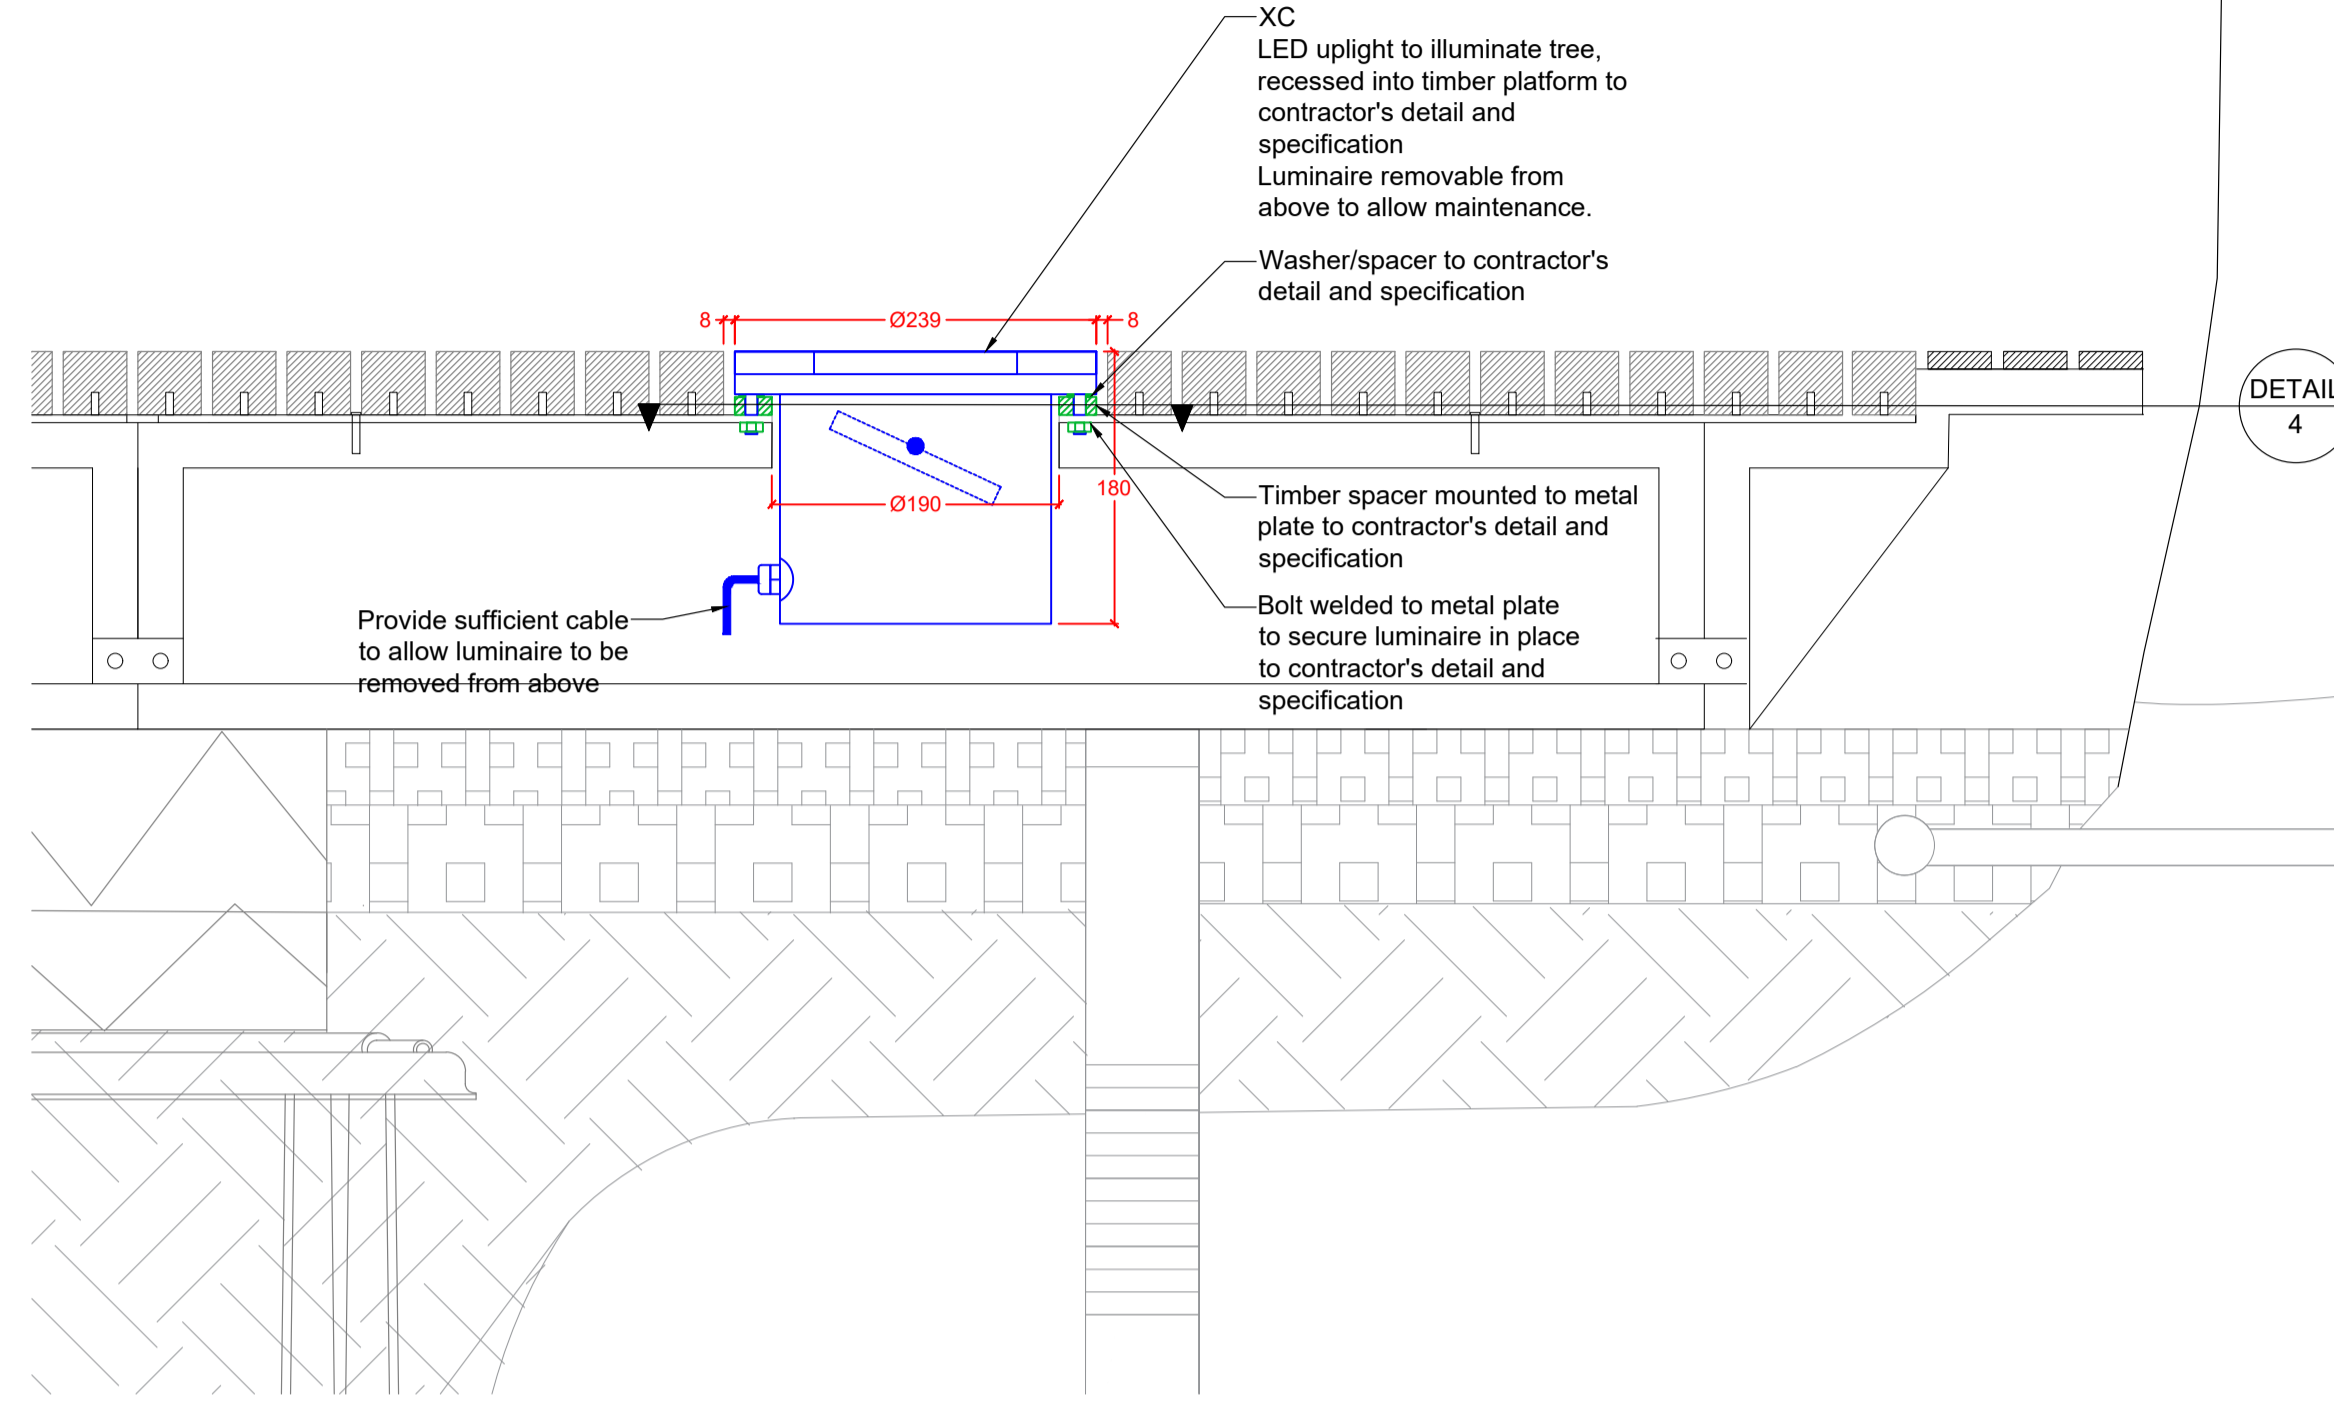 XC
LED uplight to illuminate tree,
recessed into timber platform to
contractor's detail and
specification
Luminaire removable from
above to allow maintenance.
Washer/spacer to contractor's
detail and specification
8
Ø239
8
DETAIL
4
180
Ø190
Timber spacer mounted to metal
plate to contractor's detail and
specification
Bolt welded to metal plate
to secure luminaire in place
to contractor's detail and
specification
Provide sufficient cable
to allow luminaire to be
removed from above